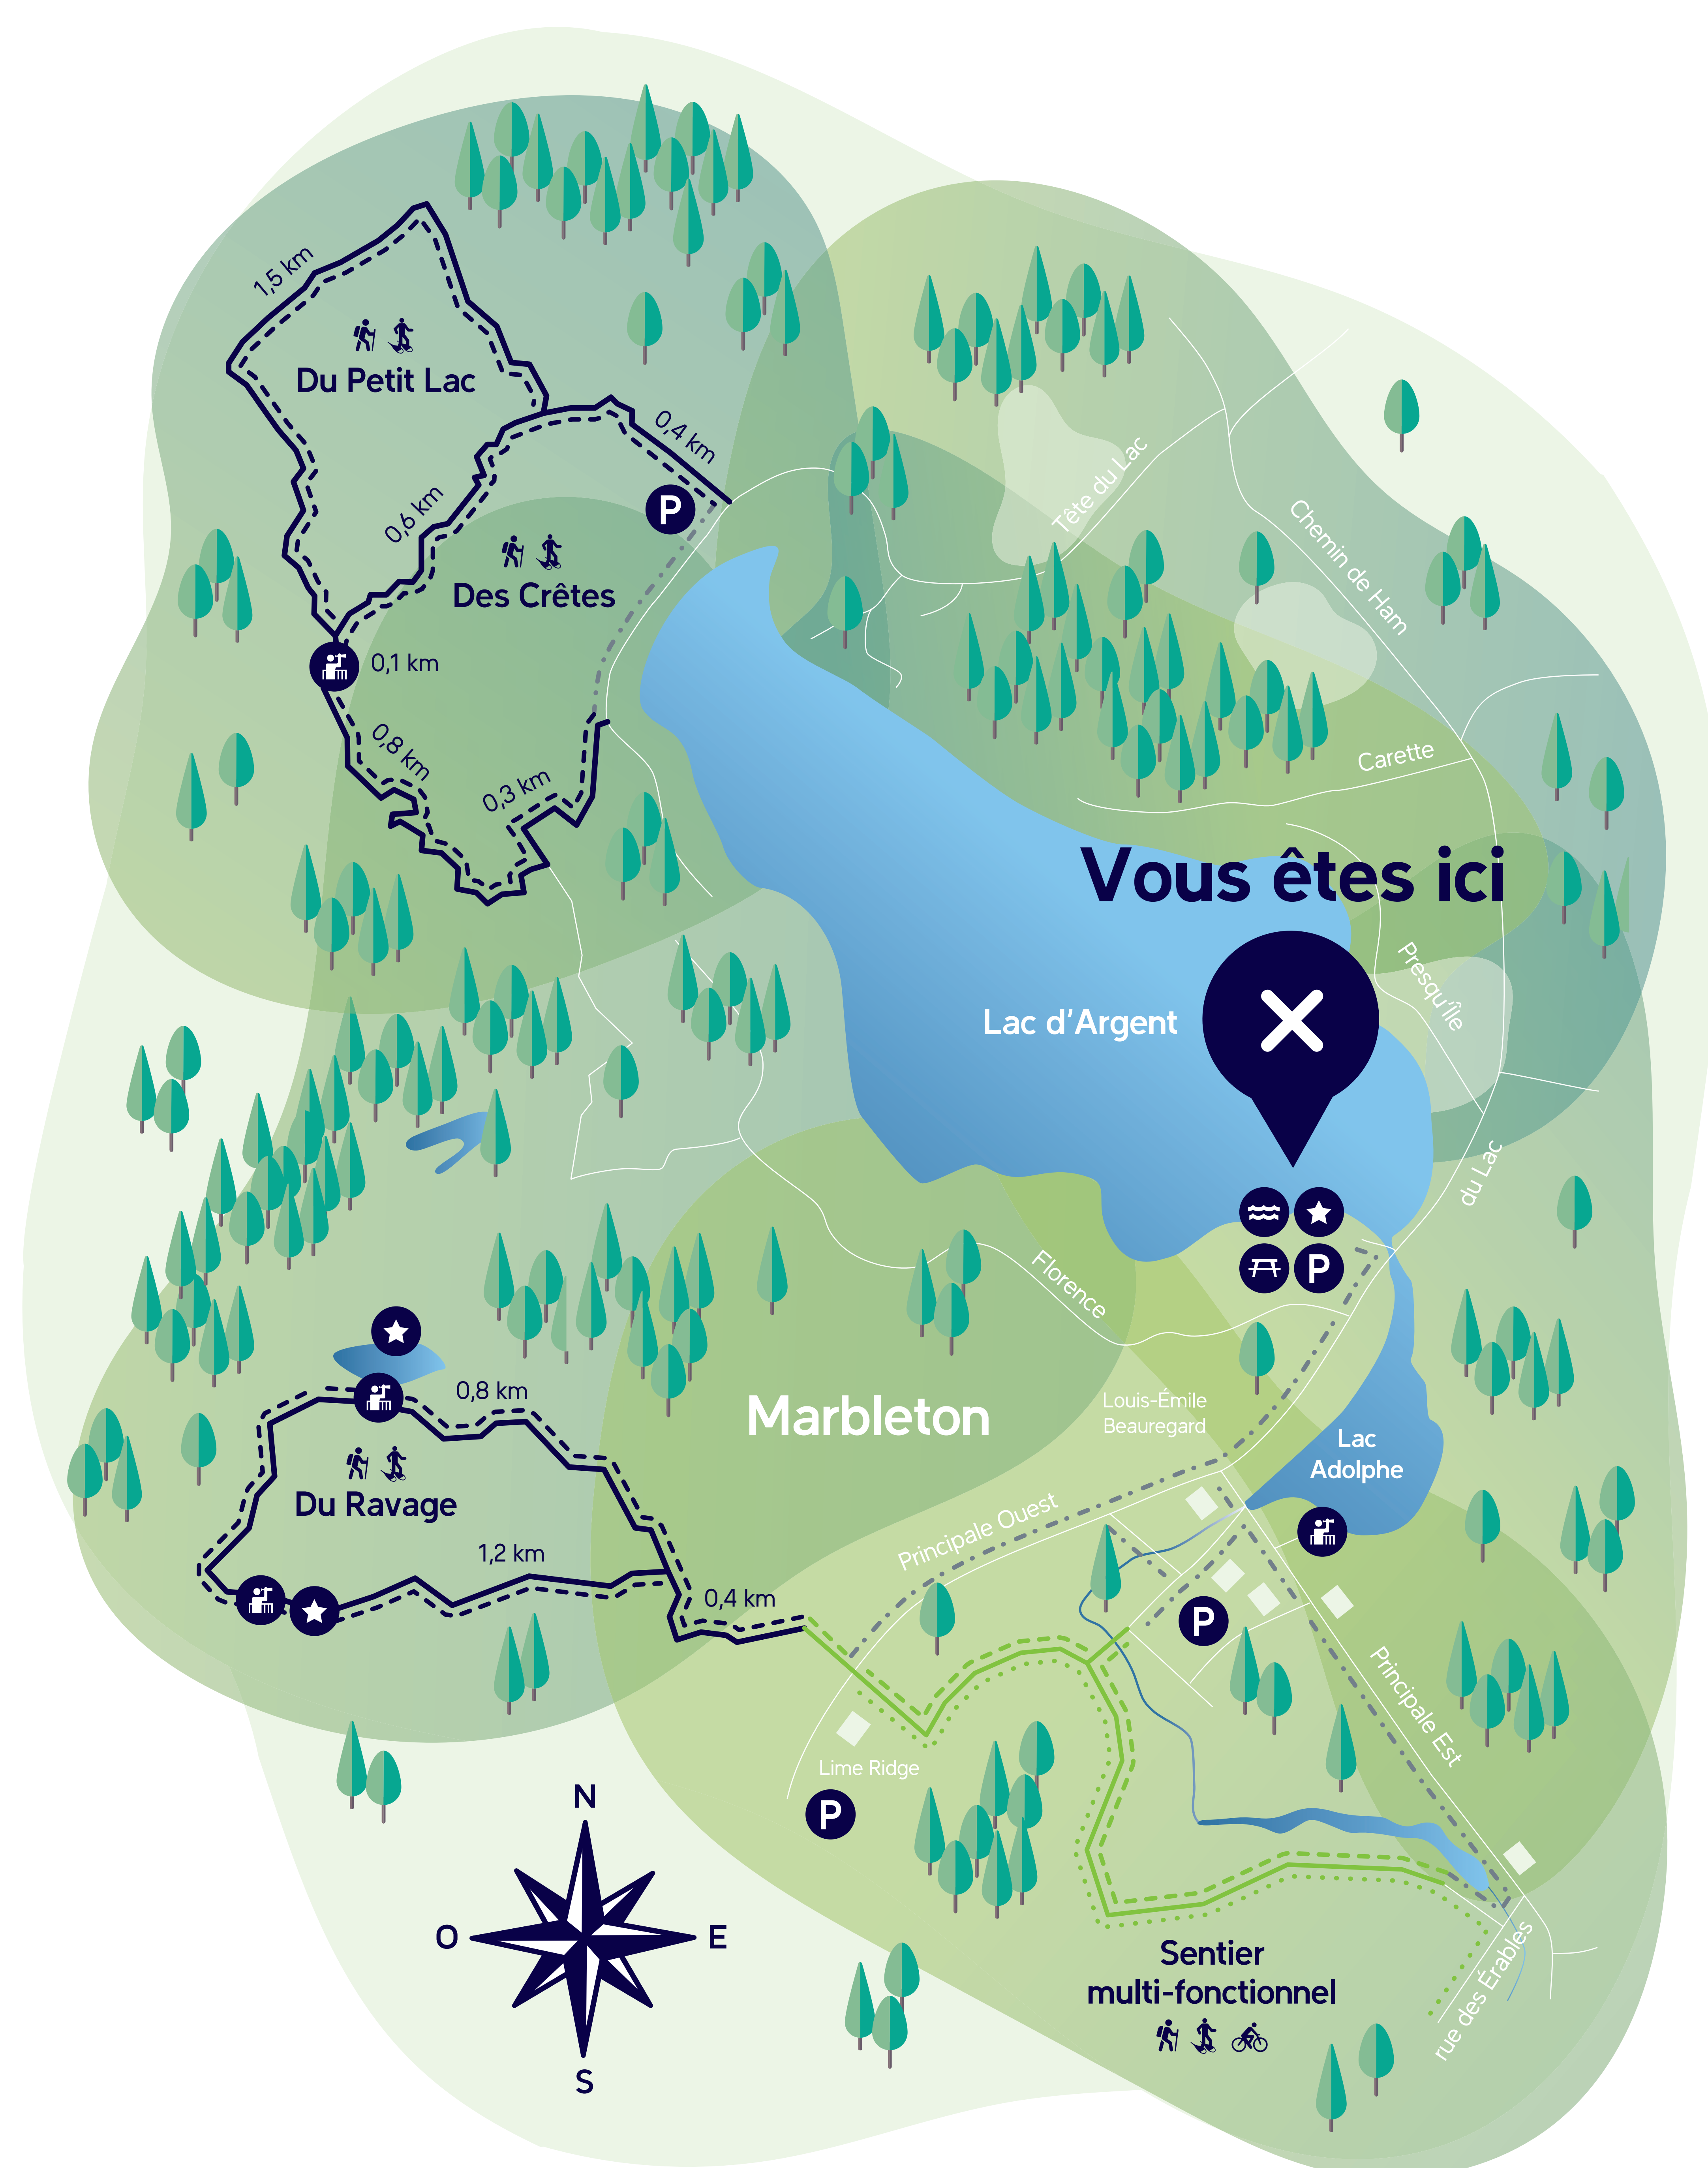 1,5 km
Du Petit Lac
0,4 km
Tête du Lac
P
0,6 km
Chemin de Ham
Des Crêtes
0,1 km
0,8 km
0,3 km
Carette
Vous êtes ici
Presqu'Île
Lac d'Argent
du Lac
P
Florence
0,8 km
Marbleton
Louis-Émile
Beauregard
Lac
Adolphe
Du Ravage
Principale Ouest
1,2 km
0,4 km
P
Principale Est
Lime Ridge
P
N
O
E
S
Sentier
multi-fonctionnel
rue des Érables